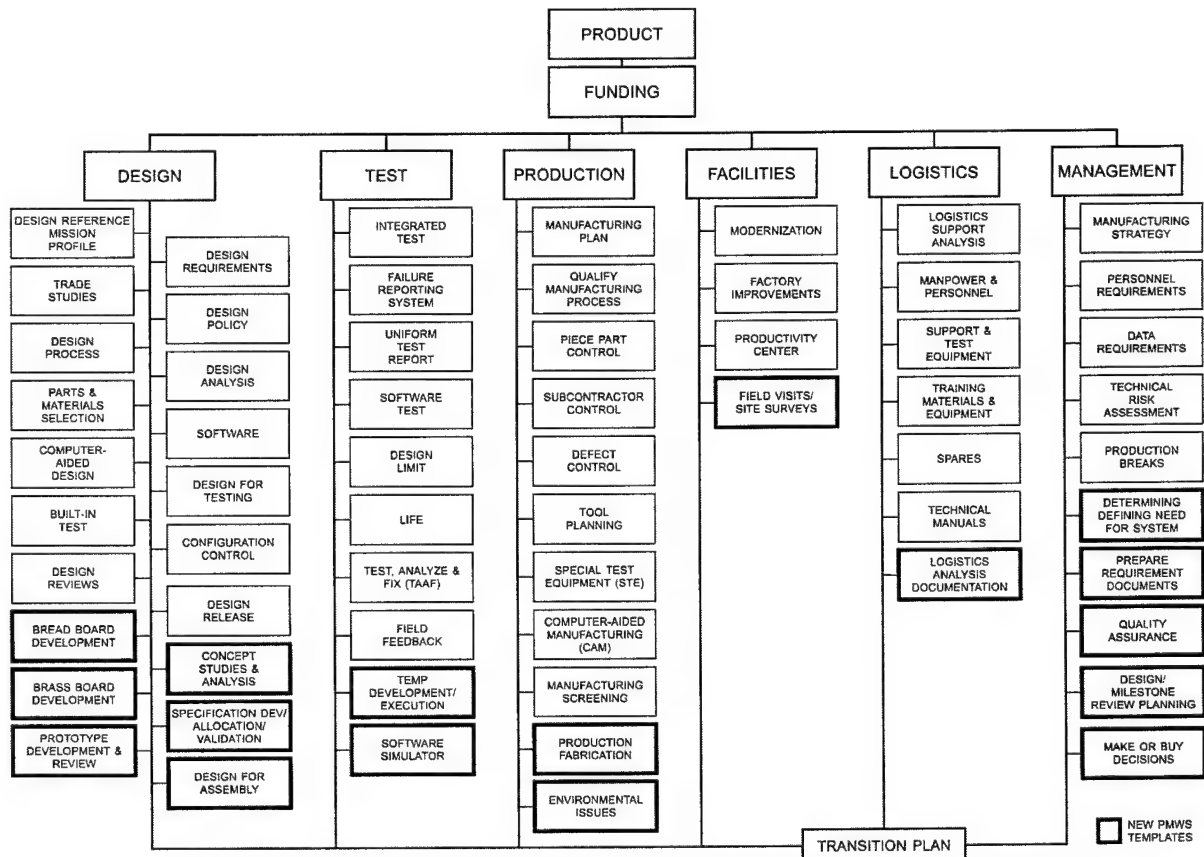 PRODUCT
FUNDING
DESIGN
TEST
PRODUCTION
FACILITIES
LOGISTICS
MANAGEMENT
DESIGN REFERENCE
MISSION
PROFILE
TRADE
STUDIES
DESIGN
PROCESS
PARTS &
MATERIALS
SELECTION
COMPUTER-
AIDED
DESIGN
BUILT-IN
TEST
DESIGN
REVIEWS
BREAD BOARD
DEVELOPMENT
BRASS BOARD
DEVELOPMENT
PROTOTYPE
DEVELOPMENT &
REVIEW
DESIGN
REQUIREMENTS
DESIGN
POLICY
DESIGN
ANALYSIS
SOFTWARE
DESIGN FOR
TESTING
CONFIGURATION
CONTROL
DESIGN
RELEASE
CONCEPT
STUDIES &
ANALYSIS
SPECIFICATION DEV/
ALLOCATION/
VALIDATION
DESIGN FOR
ASSEMBLY
INTEGRATED
TEST
FAILURE
REPORTING
SYSTEM
UNIFORM
TEST
REPORT
SOFTWARE
TEST
DESIGN
LIMIT
LIFE
TEST, ANALYZE &
FIX (TAAF)
FIELD
FEEDBACK
TEMP
DEVELOPMENT/
EXECUTION
SOFTWARE
SIMULATOR
MANUFACTURING
PLAN
QUALIFY
MANUFACTURING
PROCESS
PIECE PART
CONTROL
SUBCONTRACTOR
CONTROL
DEFECT
CONTROL
TOOL
PLANNING
SPECIAL TEST
EQUIPMENT (STE)
COMPUTER-AIDED
MANUFACTURING
(CAM)
MANUFACTURING
SCREENING
PRODUCTION
FABRICATION
ENVIRONMENTAL
ISSUES
MODERNIZATION
FACTORY
IMPROVEMENTS
PRODUCTIVITY
CENTER
FIELD VISITS/
SITE SURVEYS
LOGISTICS
SUPPORT
ANALYSIS
MANPOWER &
PERSONNEL
SUPPORT &
TEST
EQUIPMENT
TRAINING
MATERIALS &
EQUIPMENT
SPARES
TECHNICAL
MANUALS
LOGISTICS
ANALYSIS
DOCUMENTATION
MANUFACTURING
STRATEGY
PERSONNEL
REQUIREMENTS
DATA
REQUIREMENTS
TECHNICAL
RISK
ASSESSMENT
PRODUCTION
BREAKS
DETERMINING
DEFINING NEED
FOR SYSTEM
PREPARE
REQUIREMENT
DOCUMENTS
QUALITY
ASSURANCE
DESIGN/
MILESTONE
REVIEW PLANNING
MAKE OR BUY
DECISIONS
TRANSITION PLAN
NEW PMWS
TEMPLATES